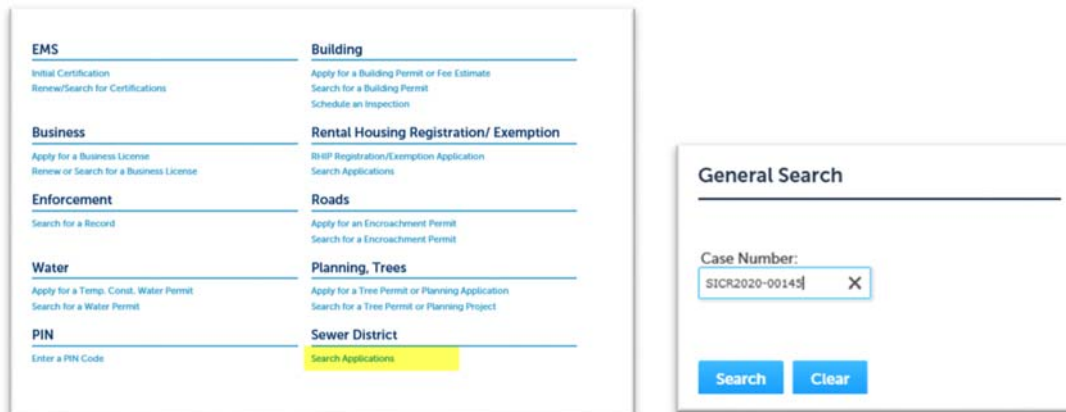 EMS
Initial Certification
Renew/Search for Certifications
Building
Apply for a Building Permit or Fee Estimate
Search for a Building Permit
Schedule an Inspection
Business
Apply for a Business License
Renew or Search for a Business License
Rental Housing Registration/ Exemption
RHIP Registration/Exemption Application
Search Applications
Enforcement
Search for a Record
Roads
Apply for an Encroachment Permit
Search for a Encroachment Permit
Water
Apply for a Temp. Const. Water Permit
Search for a Water Permit
Planning, Trees
Apply for a Tree Permit or Planning Application
Search for a Tree Permit or Planning Project
PIN
Enter a PIN Code
Sewer District
Search Applications
General Search
Case Number:
SICR2020-00145
Search
Clear